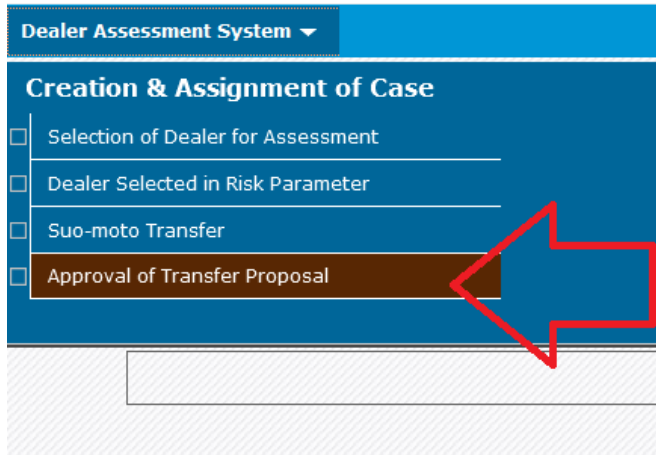 Dealer Assessment System
Creation & Assignment of Case
Selection of Dealer for Assessment
Dealer Selected in Risk Parameter
Suo-moto Transfer
Approval of Transfer Proposal